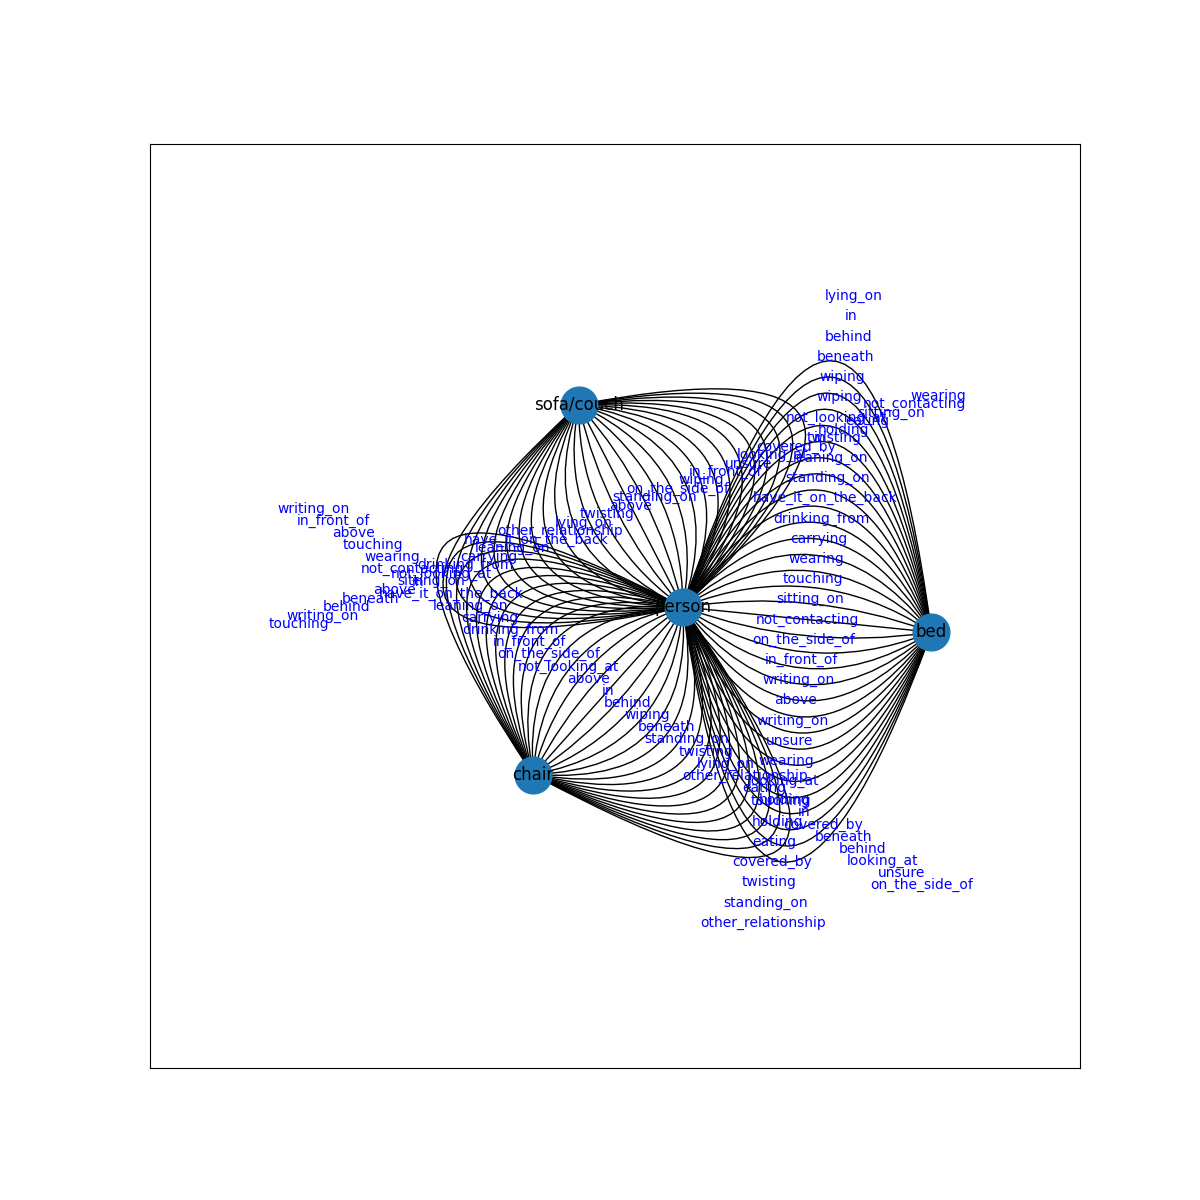 lying_on
in
behind
beneath
wiping
wiping
wearing
not_contacting
sofa/couch
sitting_on
not_looking_at
eating
holding
twisting
covered_by
looking_at
leaning_on
unsure
in_front_of
standing_on
wiping
on_the_side_of
standing_on
have_it_on_the_back
above
writing_on
twisting
drinking_from
in_front_of
lying_on
other_relationship
above
carrying
have_it_on_the_back
touching
leaning_on
wearing
carrying
wearing
drinking_from
not_contacting
not_looking_at
touching
sitting_on
above
have_it_on_the_back
beneath
sitting_on
leaning_on
behind
person
writing_on
carrying
not_contacting
touching
drinking_from
bed
on_the_side_of
in_front_of
on_the_side_of
in_front_of
not_looking_at
above
writing_on
in
above
behind
wiping
writing_on
beneath
standing_on
unsure
twisting
wearing
lying_on
chair
other_relationship
looking_at
eating
touching
holding
in
holding
covered_by
beneath
eating
behind
looking_at
covered_by
unsure
twisting
on_the_side_of
standing_on
other_relationship